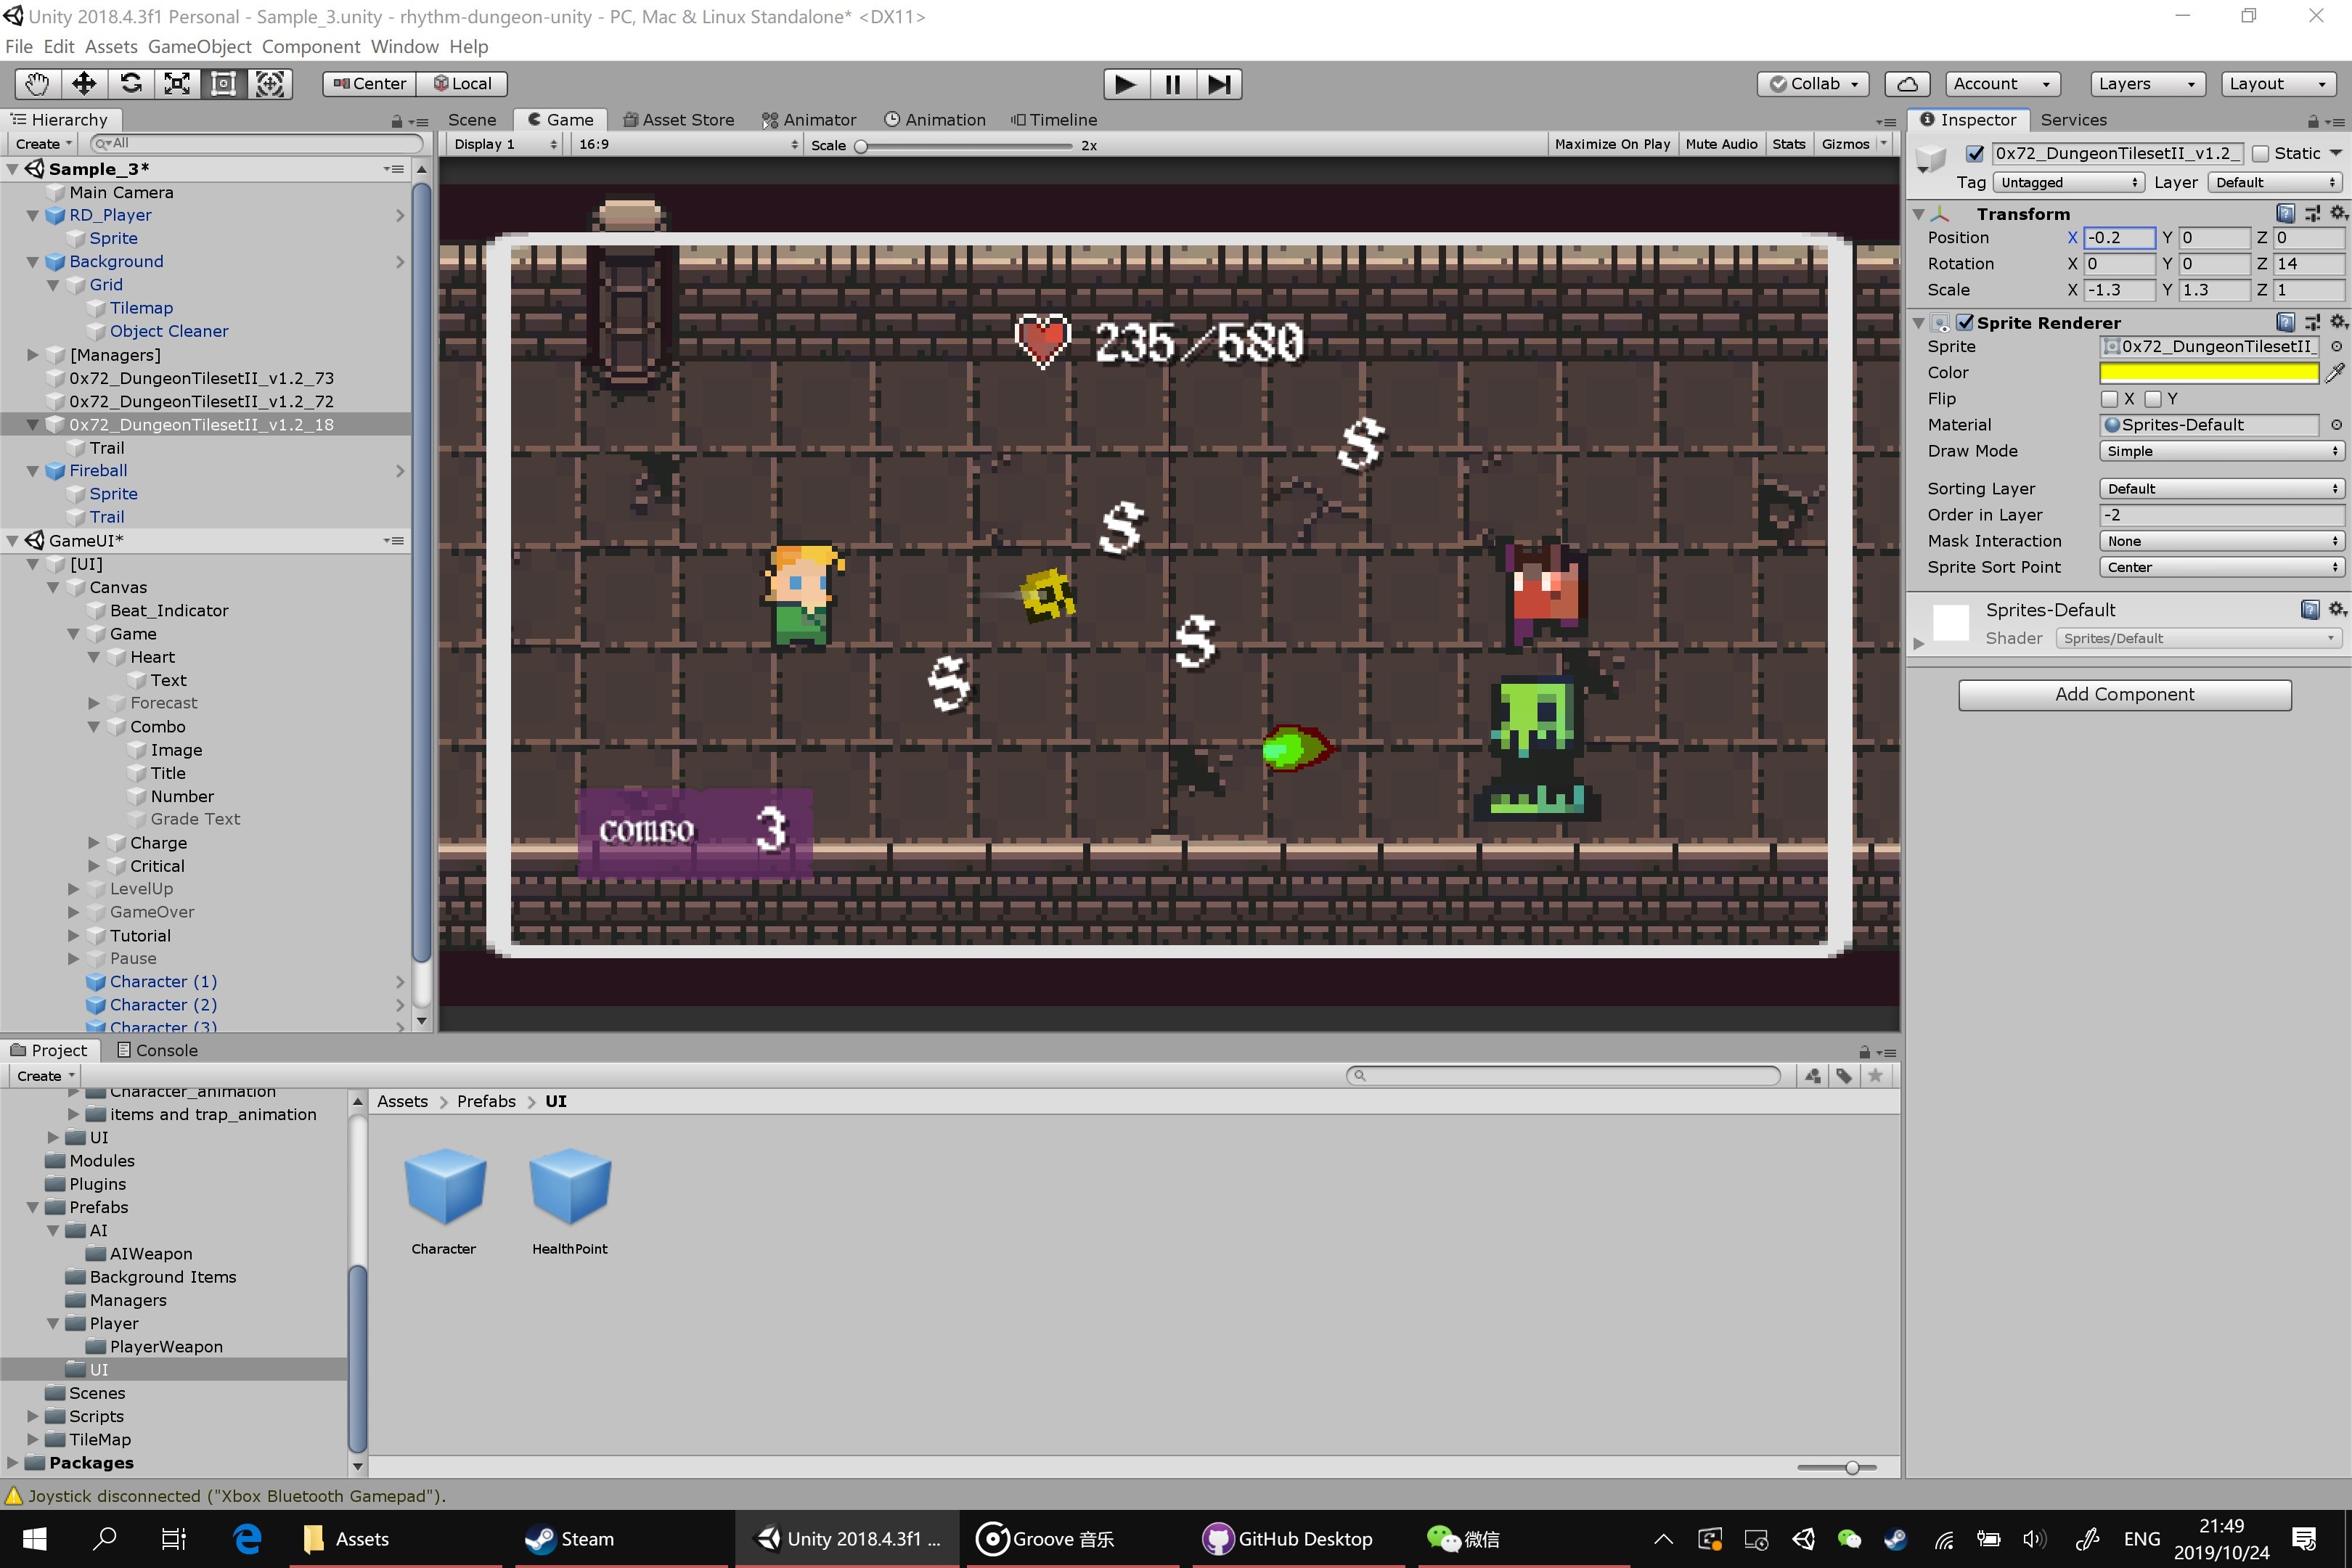 Unity 2018.4.3f1 Personal - Sample_3.unity - rhythm-dungeon-unity - PC, Mac & Linux Standalone* <DX11>
File Edit Assets GameObject Component Window Help
Center Local Collab Account Layers Layout
Hierarchy
Create All
Sample_3*
Main Camera
RD_Player
Sprite
Background
Grid
Tilemap
Object Cleaner
[Managers]
0x72_DungeonTilesetII_v1.2_73
0x72_DungeonTilesetII_v1.2_72
0x72_DungeonTilesetII_v1.2_18
Trail
Fireball
Sprite
Trail
GameUI*
[UI]
Canvas
Beat_Indicator
Game
Heart
Text
Forecast
Combo
Image
Title
Number
Grade Text
Charge
Critical
LevelUp
GameOver
Tutorial
Pause
Character (1)
Character (2)
Character (3)
Scene Game Asset Store Animator Animation Timeline
Display 1 16:9 Scale 2x Maximize On Play Mute Audio Stats Gizmos
235/580
S
S
S
S
COMBO 3
Inspector Services
0x72_DungeonTilesetII_v1.2_ Static
Tag Untagged Layer Default
Transform
Position X -0.2 Y 0 Z 0
Rotation X 0 Y 0 Z 14
Scale X -1.3 Y 1.3 Z 1
Sprite Renderer
Sprite 0x72_DungeonTilesetII_
Color
Flip X Y
Material Sprites-Default
Draw Mode Simple
Sorting Layer Default
Order in Layer -2
Mask Interaction None
Sprite Sort Point Center
Sprites-Default
Shader Sprites/Default
Add Component
Project Console
Create
Character_animation
items and trap_animation
UI
Modules
Plugins
Prefabs
AI
AIWeapon
Background Items
Managers
Player
PlayerWeapon
UI
Scenes
Scripts
TileMap
Packages
Assets Prefabs UI
Character HealthPoint
Joystick disconnected ("Xbox Bluetooth Gamepad").
Assets Steam Unity 2018.4.3f1 ... Groove 音乐 GitHub Desktop 微信 ENG
21:49
2019/10/24